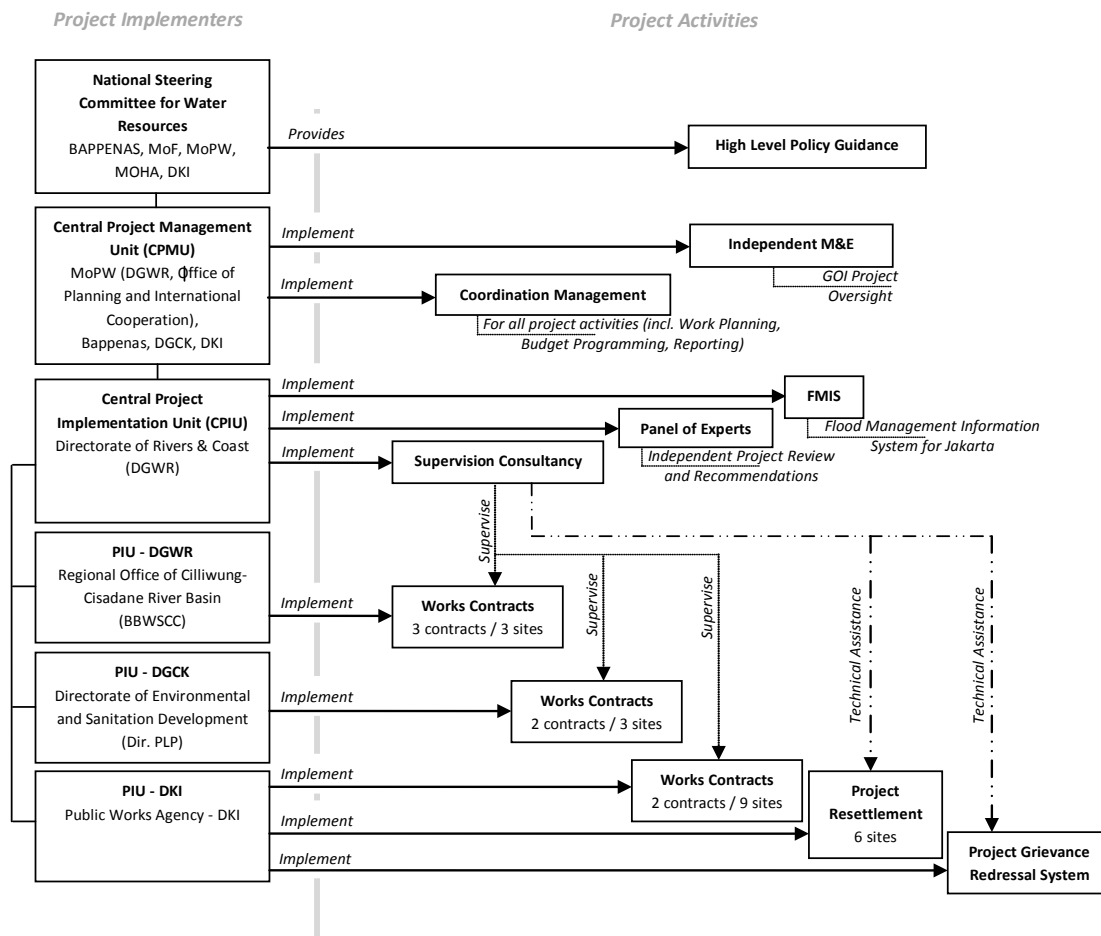 Project Implementers
Project Activities
National Steering
Committee for Water
Resources
BAPPENAS, MoF, MoPW,
MOHA, DKI
Provides
High Level Policy Guidance
Central Project Management
Unit (CPMU)
MoPW (DGWR, Office of
Planning and International
Cooperation),
Bappenas, DGCK, DKI
Implement
Independent M&E
GOI Project
Oversight
Implement
Coordination Management
For all project activities (incl. Work Planning,
Budget Programming, Reporting)
Central Project
Implementation Unit (CPIU)
Directorate of Rivers & Coast
(DGWR)
Implement
FMIS
Flood Management Information
System for Jakarta
Implement
Panel of Experts
Independent Project Review
and Recommendations
Implement
Supervision Consultancy
Supervise
Supervise
Supervise
Technical Assistance
Technical Assistance
PIU - DGWR
Regional Office of Cilliwung-
Cisadane River Basin
(BBWSCC)
Implement
Works Contracts
3 contracts / 3 sites
PIU - DGCK
Directorate of Environmental
and Sanitation Development
(Dir. PLP)
Implement
Works Contracts
2 contracts / 3 sites
PIU - DKI
Public Works Agency - DKI
Implement
Works Contracts
2 contracts / 9 sites
Implement
Project
Resettlement
6 sites
Implement
Project Grievance
Redressal System